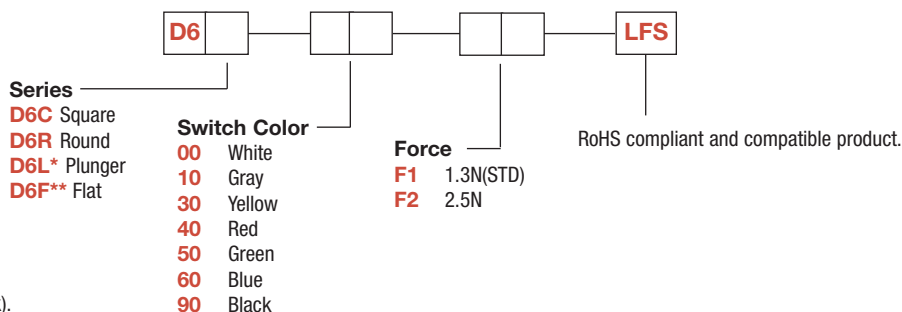 D6
LFS
Series
D6C Square
D6R Round
D6L* Plunger
D6F** Flat
Switch Color
00 White
10 Gray
30 Yellow
40 Red
50 Green
60 Blue
90 Black
Force
F1 1.3N(STD)
F2 2.5N
RoHS compliant and compatible product.
).